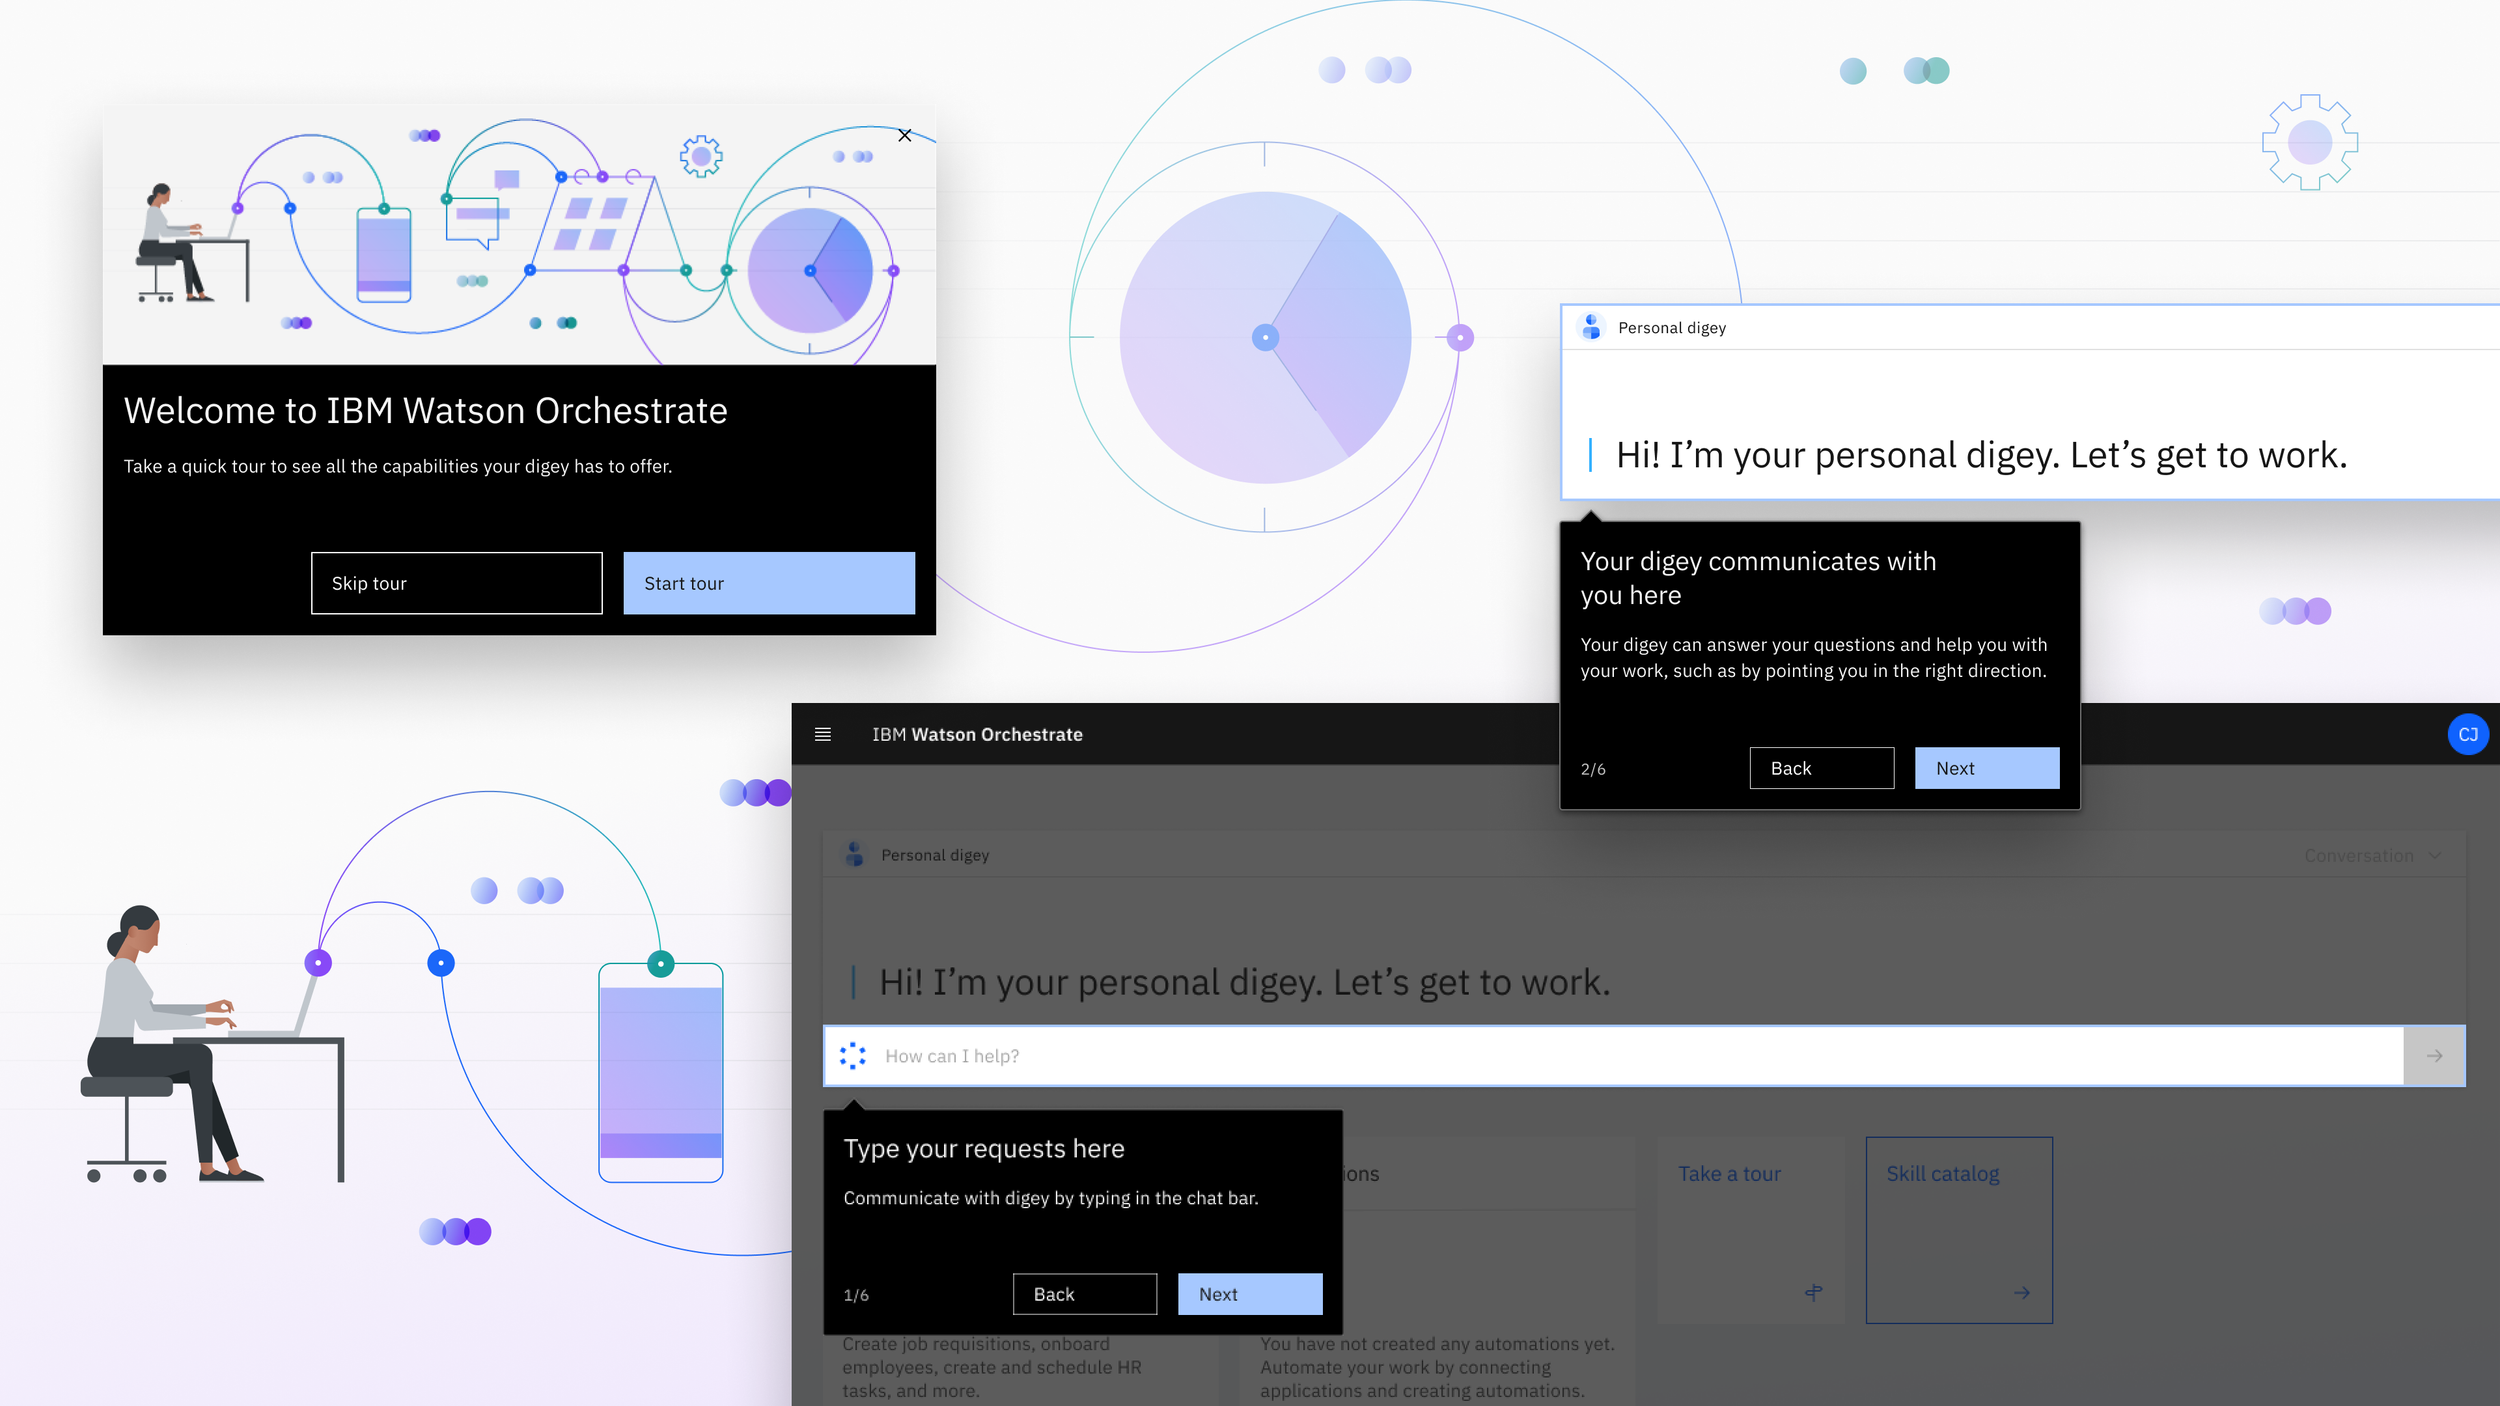 Welcome to IBM Watson Orchestrate
Take a quick tour to see all the capabilities your digey has to offer.
Skip tour
Start tour
Personal digey
Hi! I’m your personal digey. Let’s get to work.
Your digey communicates with
you here
Your digey can answer your questions and help you with
your work, such as by pointing you in the right direction.
2/6
Back
Next
IBM Watson Orchestrate
CJ
Personal digey
Conversation
Hi! I’m your personal digey. Let’s get to work.
How can I help?
Type your requests here
Communicate with digey by typing in the chat bar.
1/6
Back
Next
Take a tour
Skill catalog
Create job requisitions, onboard
employees, create and schedule HR
tasks, and more.
You have not created any automations yet.
Automate your work by connecting
applications and creating automations.